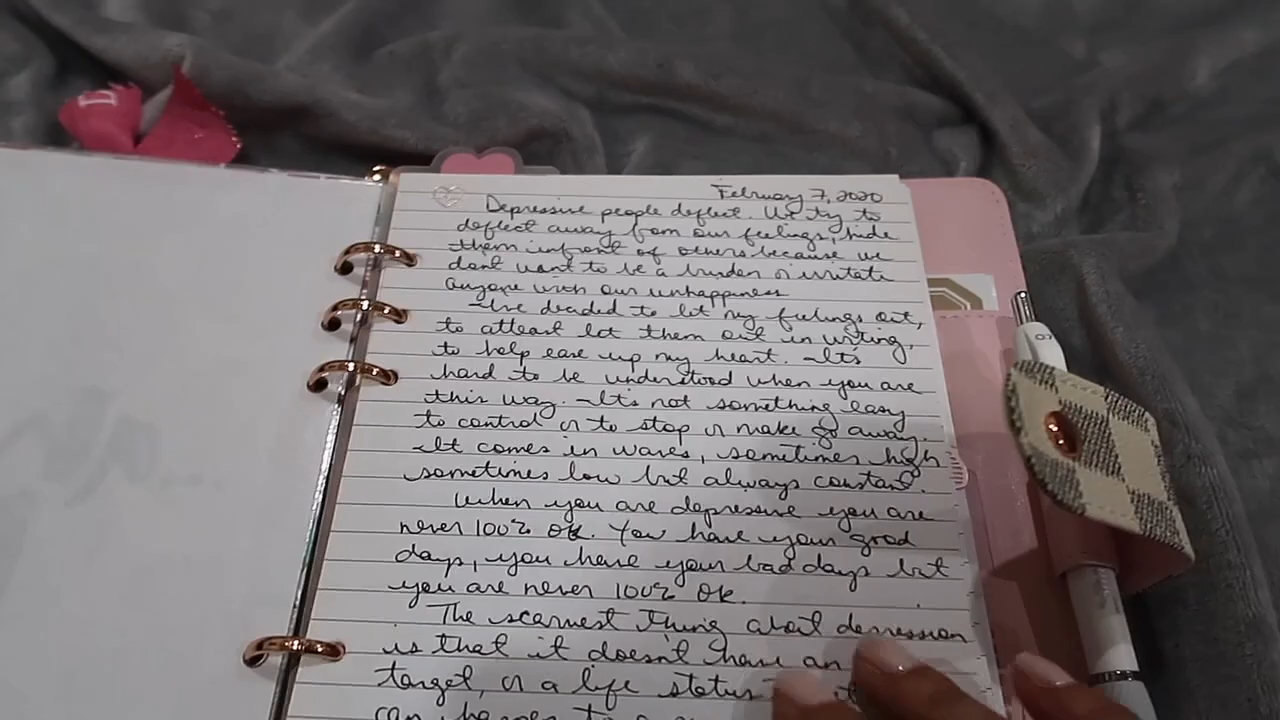 February 7, 2020
Depressive people deflect. We try to
deflect away from our feelings, hide
them infront of others because we
dont want to be a burden or irritate
anyone with our unhappiness
I've decided to let my feelings out,
to atleast let them out in writing,
to help ease up my heart. It's
hard to be understood when you are
this way. It's not something easy
to control or to stop or make go away.
It comes in waves, sometimes high
sometimes low but always constant.
When you are depressive you are
never 100% ok. You have your good
days, you have your bad days but
you are never 100% ok.
The scariest thing about depression
is that it doesn't have an
target, or a life status
can